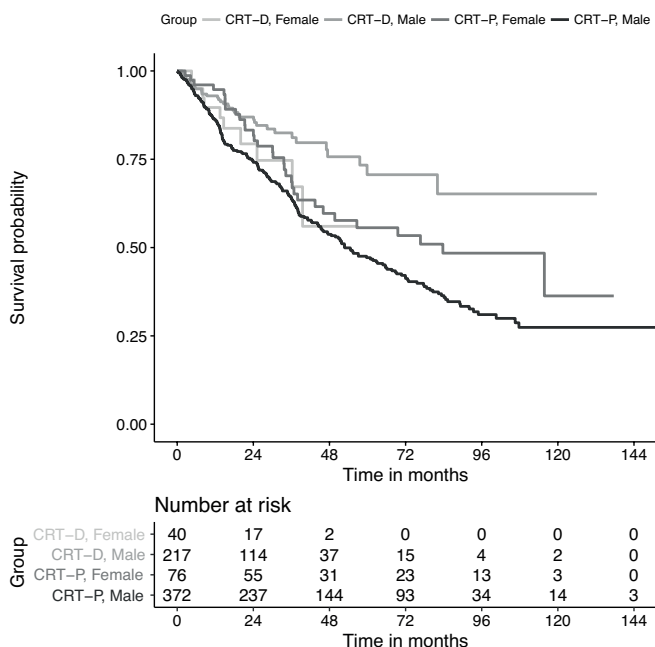 Group CRT−D, Female CRT−D, Male CRT−P, Female CRT−P, Male
1.00
0.75
0.50
0.25
0.00
Survival probability
0 24 48 72 96 120 144
Time in months
Number at risk
Group
CRT−D, Female 40 17 2 0 0 0 0
CRT−D, Male 217 114 37 15 4 2 0
CRT−P, Female 76 55 31 23 13 3 0
CRT−P, Male 372 237 144 93 34 14 3
0 24 48 72 96 120 144
Time in months